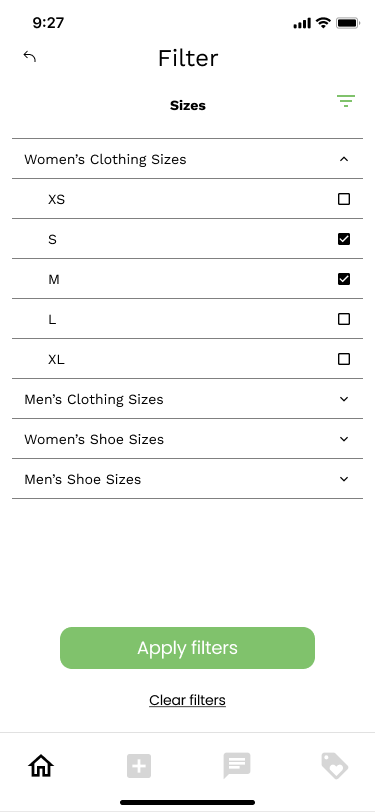 9:27
Filter
Sizes
Women’s Clothing Sizes
XS
S
M
L
XL
Men’s Clothing Sizes
Women’s Shoe Sizes
Men’s Shoe Sizes
Apply filters
Clear filters